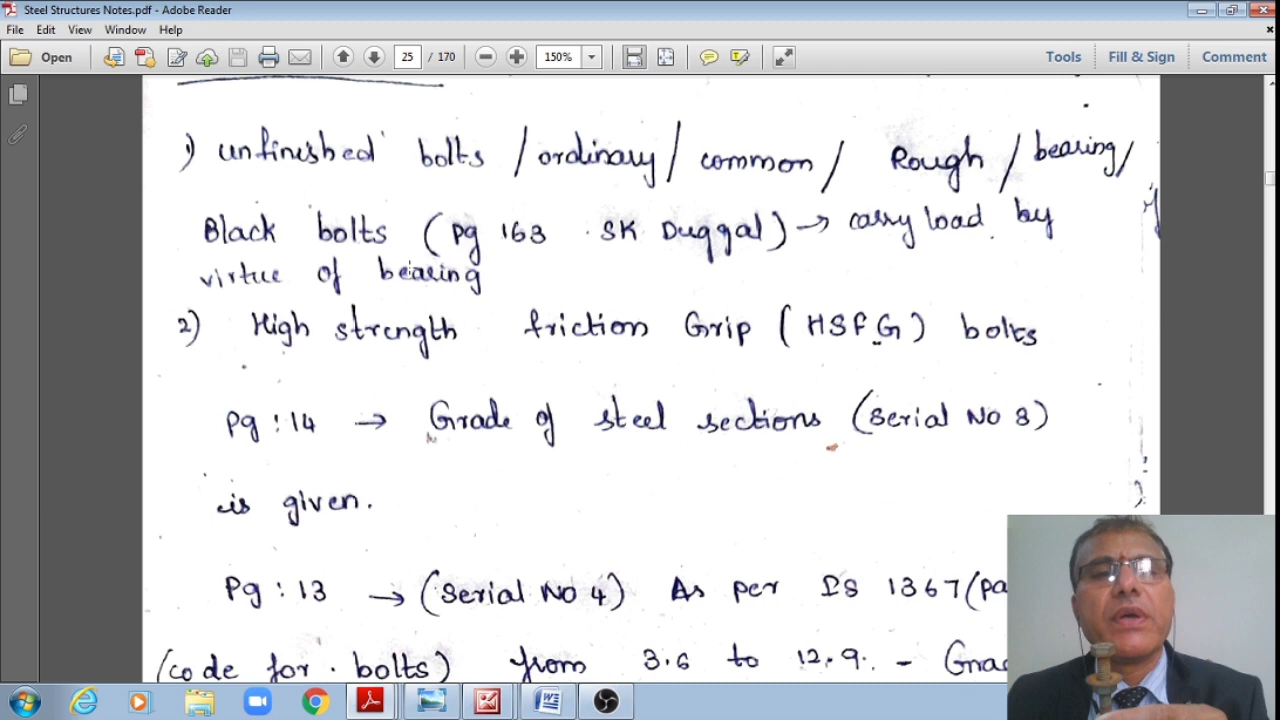 Steel Structures Notes.pdf - Adobe Reader
File Edit View Window Help
Open 25 / 170 150% Tools Fill & Sign Comment
1) unfinished bolts / ordinary / common / Rough / bearing /
Black bolts (pg 163 . SK Duggal) → carry load by
virtue of bearing
2) High strength friction Grip (HSFG) bolts
Pg : 14 → Grade of steel sections (Serial No 3)
is given.
Pg : 13 → (Serial No 4) As per IS 1367 (pa
(code for bolts) from 3.6 to 12.9. - Gra